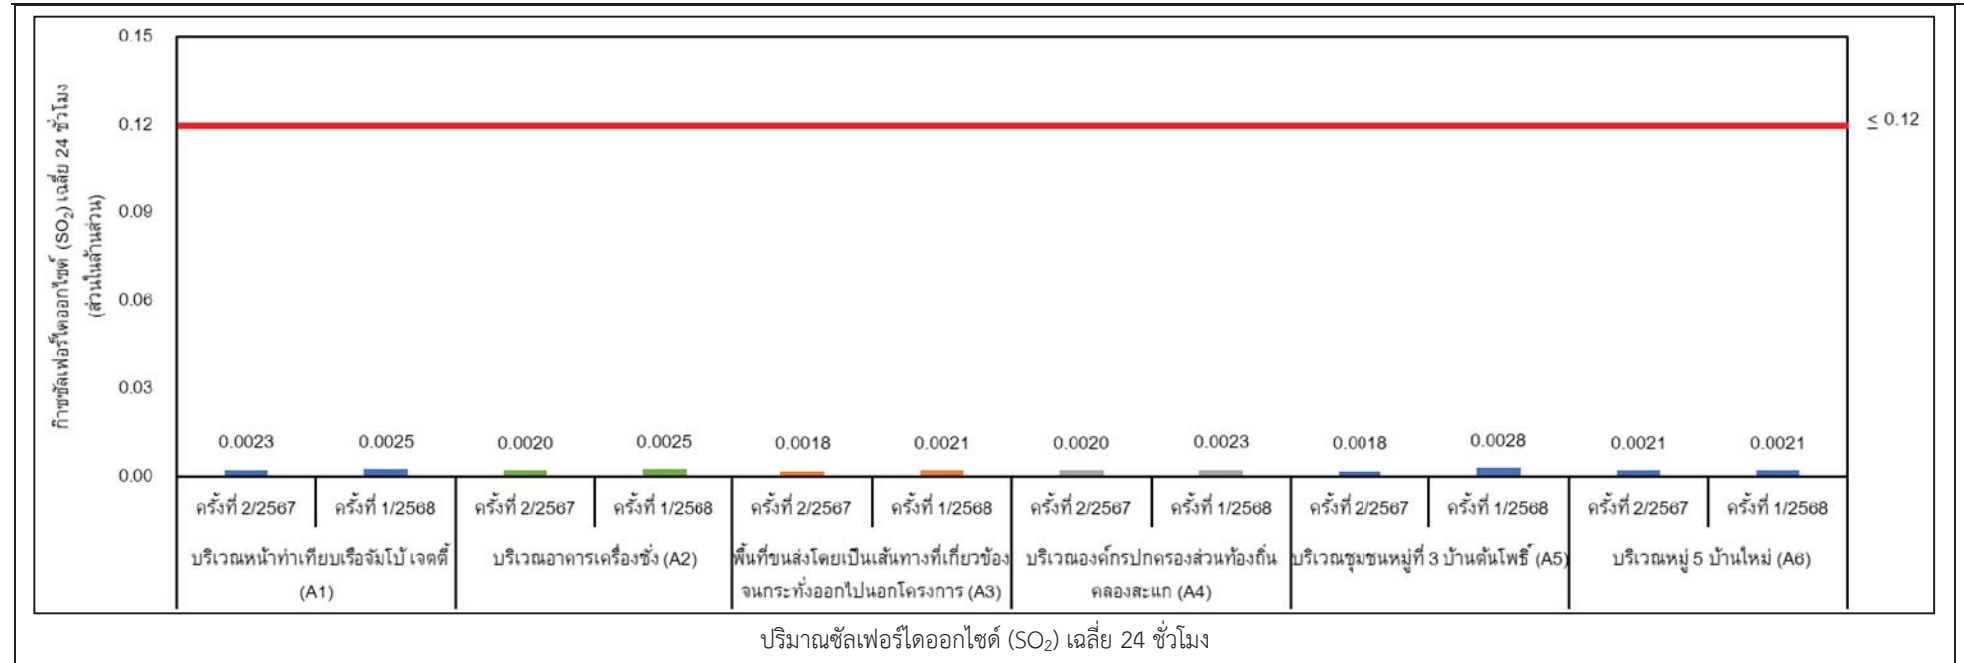 ก๊าซซัลเฟอร์ไดออกไซด์ (SO₂) เฉลี่ย 24 ชั่วโมง
(ส่วนในล้านส่วน)
0.15
0.12
0.09
0.06
0.03
0.00
≤ 0.12
0.0023 0.0025 0.0020 0.0025 0.0018 0.0021 0.0020 0.0023 0.0018 0.0028 0.0021 0.0021
ครั้งที่ 2/2567 ครั้งที่ 1/2568 ครั้งที่ 2/2567 ครั้งที่ 1/2568 ครั้งที่ 2/2567 ครั้งที่ 1/2568 ครั้งที่ 2/2567 ครั้งที่ 1/2568 ครั้งที่ 2/2567 ครั้งที่ 1/2568 ครั้งที่ 2/2567 ครั้งที่ 1/2568
บริเวณหน้าท่าเทียบเรือจัมโบ้ เจตตี้
(A1)
บริเวณอาคารเครื่องชั่ง (A2)
พื้นที่ขนส่งโดยเป็นเส้นทางที่เกี่ยวข้อง
จนกระทั่งออกไปนอกโครงการ (A3)
บริเวณองค์กรปกครองส่วนท้องถิ่น
คลองสะแก (A4)
บริเวณชุมชนหมู่ที่ 3 บ้านต้นโพธิ์ (A5)
บริเวณหมู่ 5 บ้านใหม่ (A6)
ปริมาณซัลเฟอร์ไดออกไซด์ (SO₂) เฉลี่ย 24 ชั่วโมง